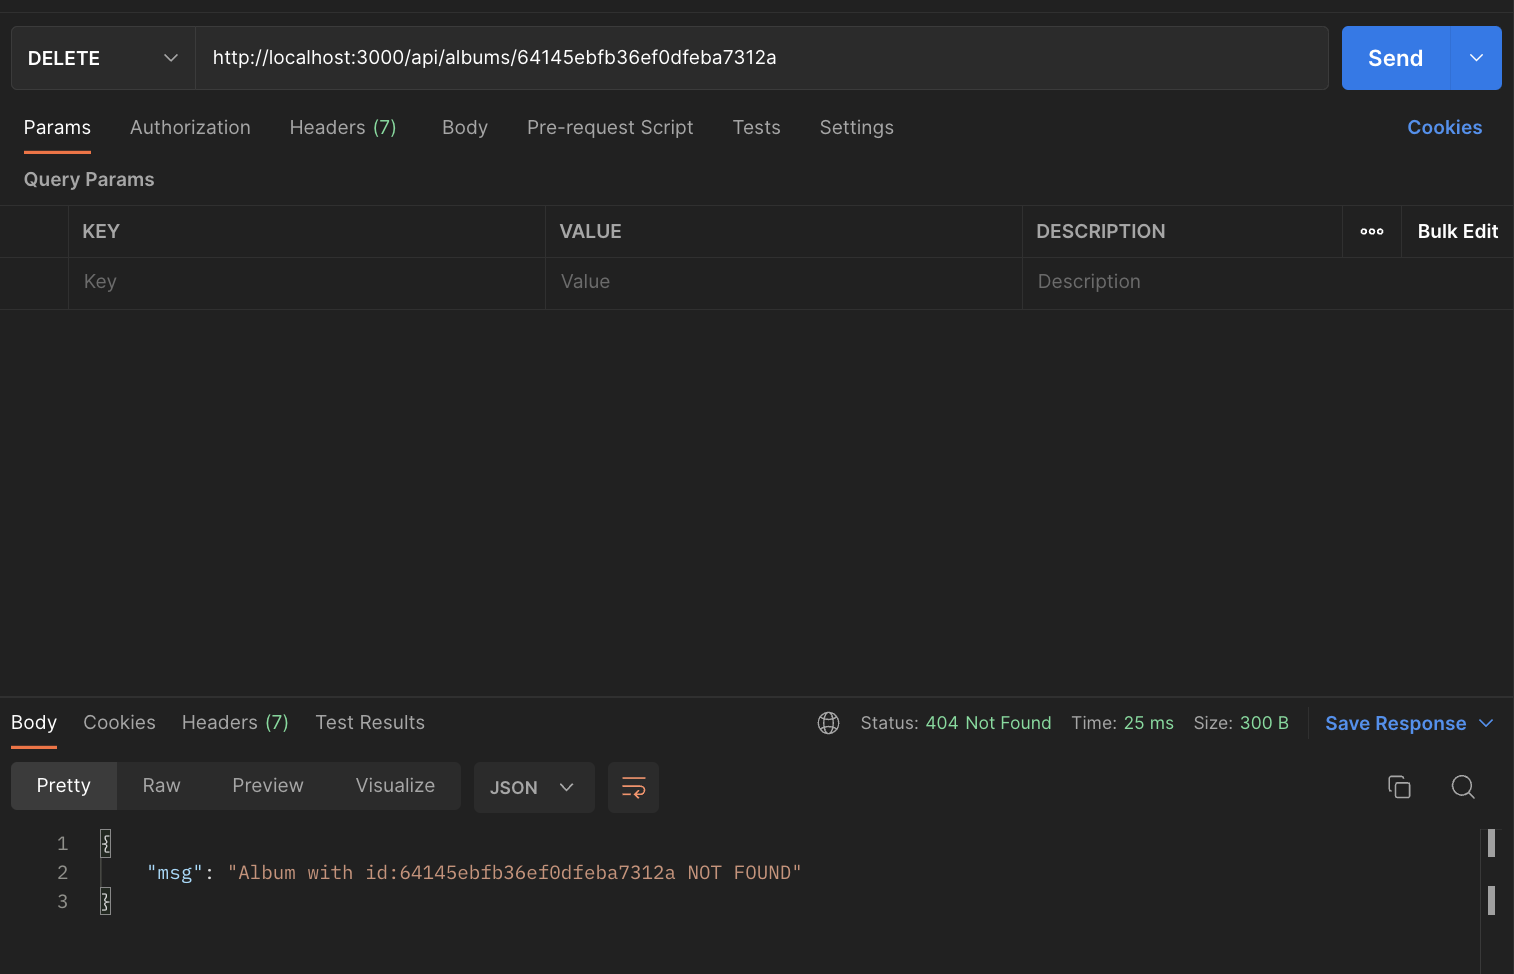 DELETE http://localhost:3000/api/albums/64145ebfb36ef0dfeba7312a Send
Params Authorization Headers (7) Body Pre-request Script Tests Settings Cookies
Query Params
KEY VALUE DESCRIPTION Bulk Edit
Key Value Description
Body Cookies Headers (7) Test Results Status: 404 Not Found Time: 25 ms Size: 300 B Save Response
Pretty Raw Preview Visualize JSON
1 {
2 "msg": "Album with id:64145ebfb36ef0dfeba7312a NOT FOUND"
3 }